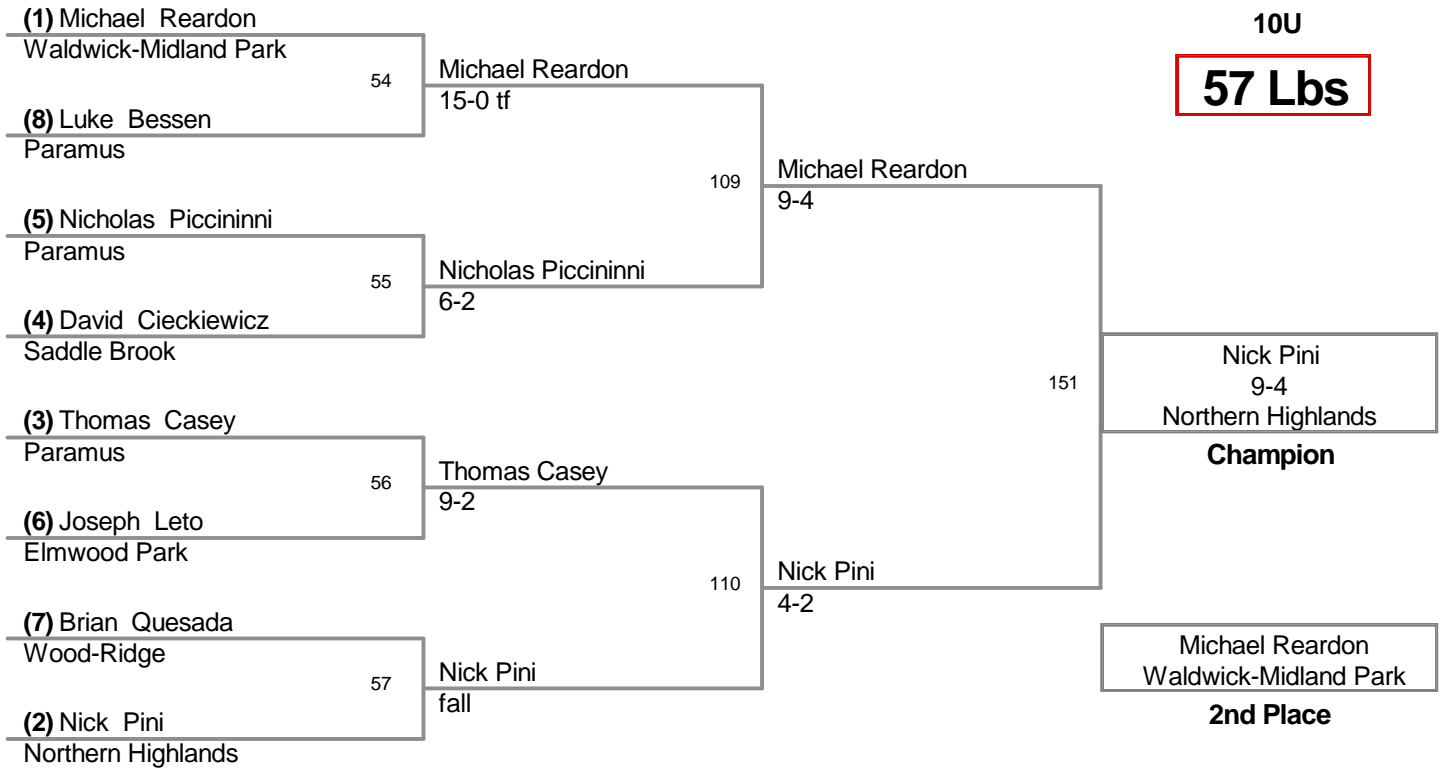 (1) Michael Reardon
Waldwick-Midland Park
54
(8) Luke Bessen
Paramus
(5) Nicholas Piccininni
Paramus
55
(4) David Cieckiewicz
Saddle Brook
(3) Thomas Casey
Paramus
56
(6) Joseph Leto
Elmwood Park
(7) Brian Quesada
Wood-Ridge
57
(2) Nick Pini
Northern Highlands
Michael Reardon
15-0 tf
109
Nicholas Piccininni
6-2
Thomas Casey
9-2
110
Nick Pini
fall
Michael Reardon
9-4
151
Nick Pini
4-2
10U
57 Lbs
Nick Pini
9-4
Northern Highlands
Champion
Michael Reardon
Waldwick-Midland Park
2nd Place